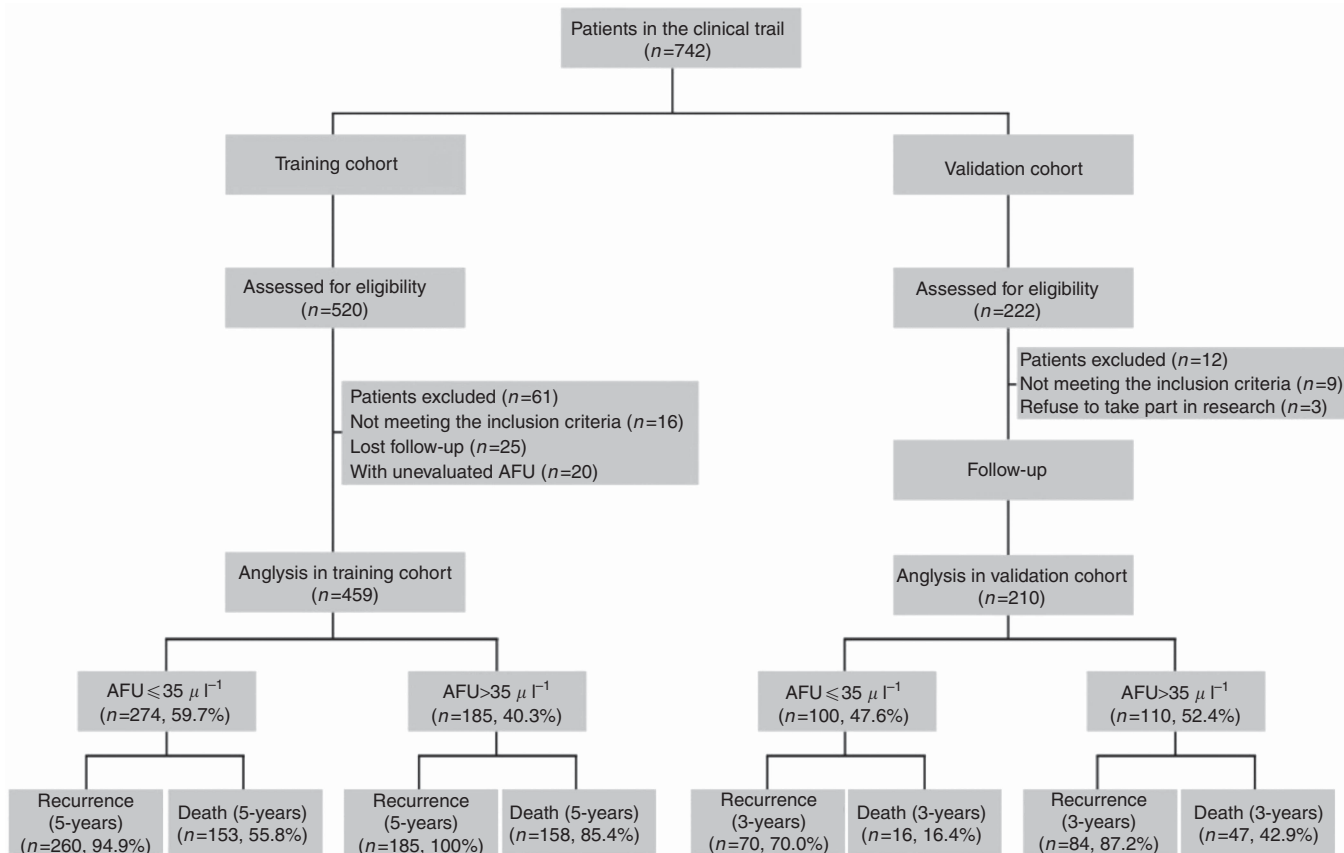 Patients in the clinical trail
(n=742)
Training cohort
Validation cohort
Assessed for eligibility
(n=520)
Assessed for eligibility
(n=222)
Patients excluded (n=12)
Not meeting the inclusion criteria (n=9)
Refuse to take part in research (n=3)
Patients excluded (n=61)
Not meeting the inclusion criteria (n=16)
Lost follow-up (n=25)
With unevaluated AFU (n=20)
Follow-up
Anglysis in training cohort
(n=459)
Anglysis in validation cohort
(n=210)
AFU⩽35 μ l⁻¹
(n=274, 59.7%)
AFU>35 μ l⁻¹
(n=185, 40.3%)
AFU⩽35 μ l⁻¹
(n=100, 47.6%)
AFU>35 μ l⁻¹
(n=110, 52.4%)
Recurrence
(5-years)
(n=260, 94.9%)
Death (5-years)
(n=153, 55.8%)
Recurrence
(5-years)
(n=185, 100%)
Death (5-years)
(n=158, 85.4%)
Recurrence
(3-years)
(n=70, 70.0%)
Death (3-years)
(n=16, 16.4%)
Recurrence
(3-years)
(n=84, 87.2%)
Death (3-years)
(n=47, 42.9%)